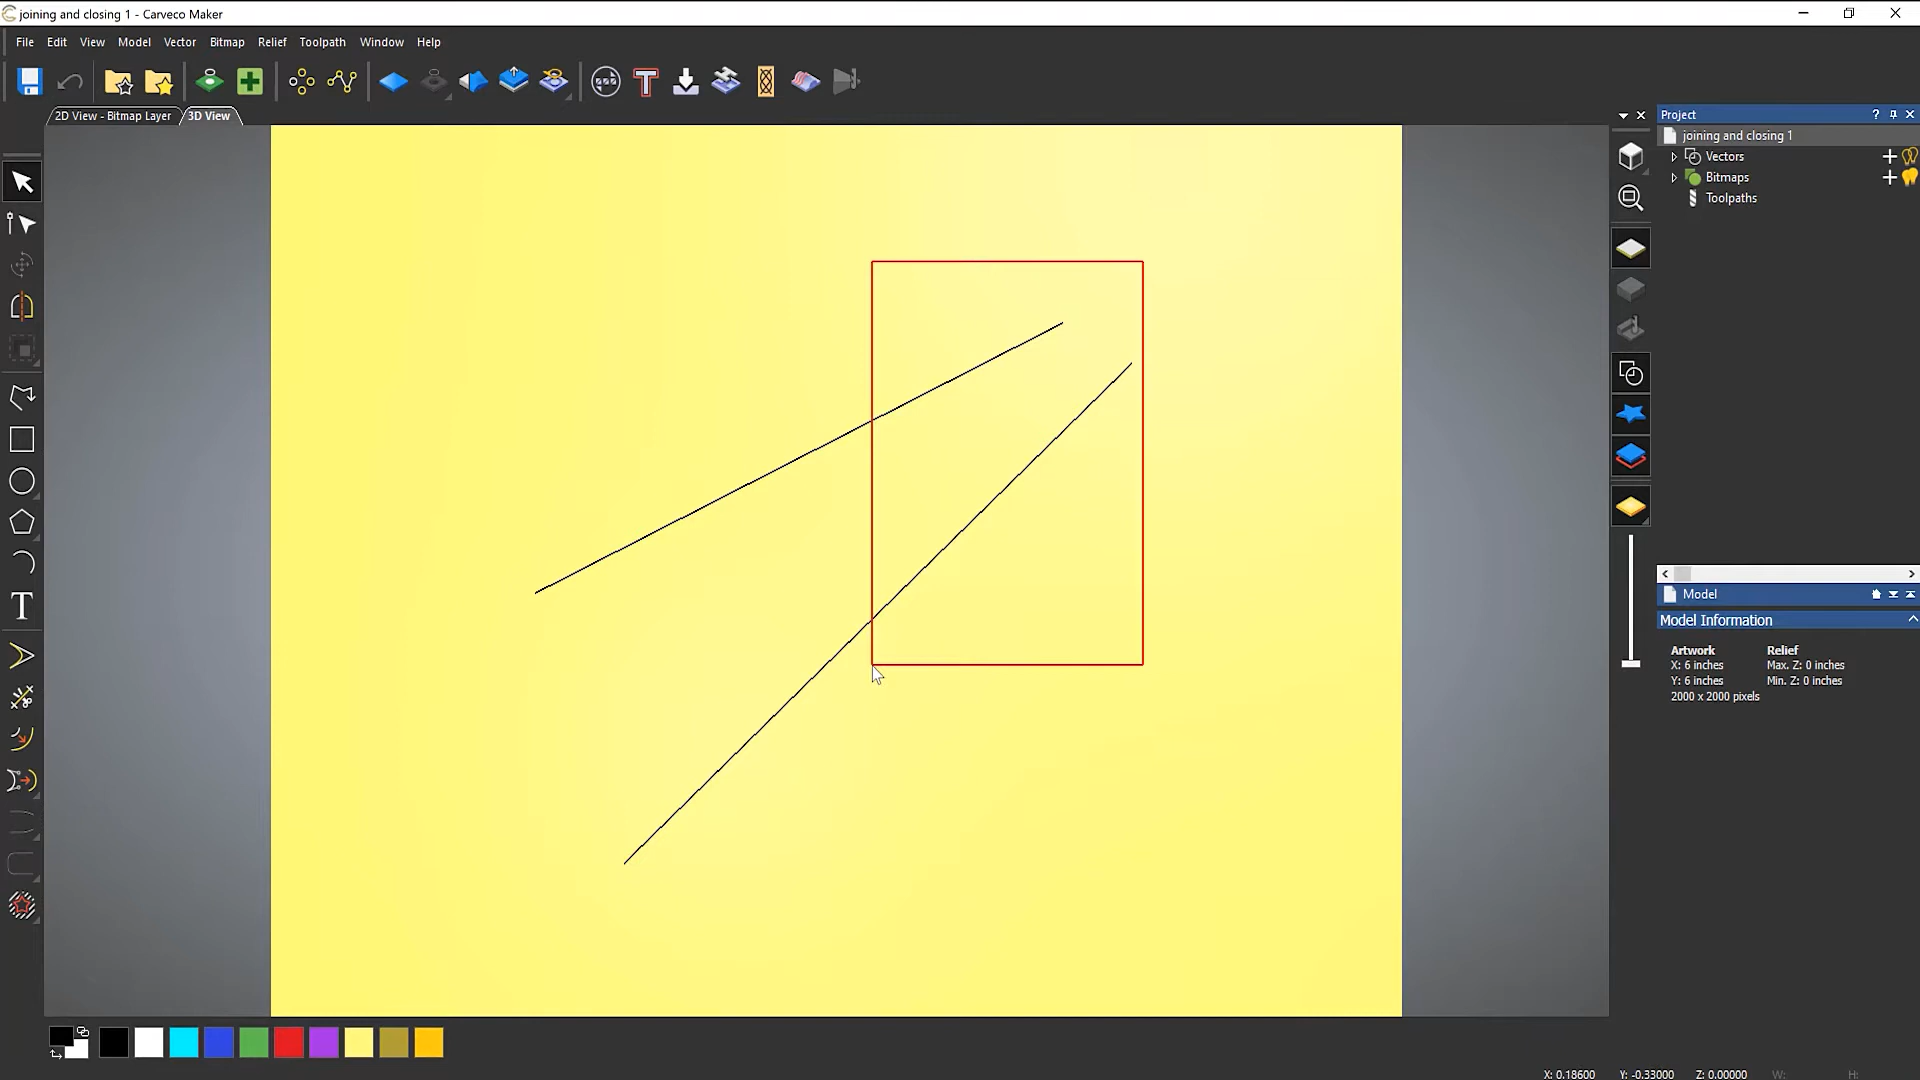 joining and closing 1 - Carveco Maker
File Edit View Model Vector Bitmap Relief Toolpath Window Help
2D View - Bitmap Layer 3D View
Project
joining and closing 1
Vectors
Bitmaps
Toolpaths
T
Model
Model Information
Artwork Relief
X: 6 inches Max. Z: 0 inches
Y: 6 inches Min. Z: 0 inches
2000 x 2000 pixels
X: 0.18600 Y: -0.33000 Z: 0.00000 W: H: